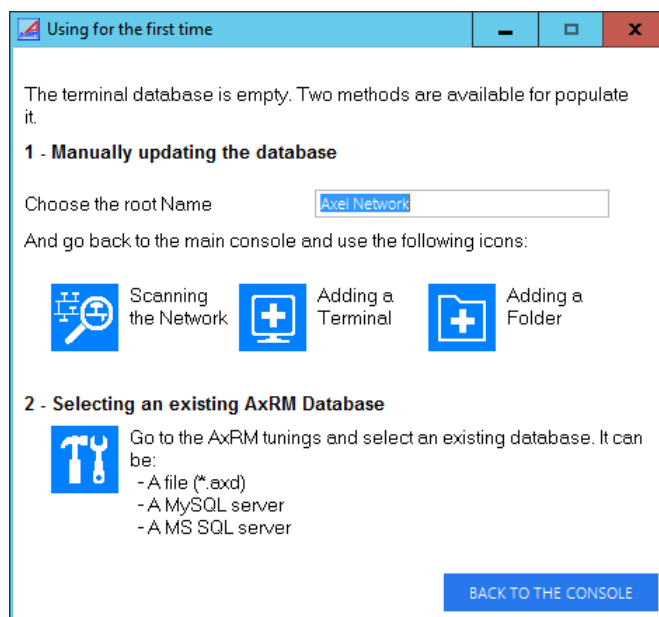 AXRM
Using for the first time
The terminal database is empty. Two methods are available for populate
it.
1 - Manually updating the database
Choose the root Name
Axel Network
And go back to the main console and use the following icons:
Scanning
the Network
Adding a
Terminal
Adding a
Folder
2 - Selecting an existing AxRM Database
Go to the AxRM tunings and select an existing database. It can
be:
- A file (*.axd)
- A MySQL server
- A MS SQL server
BACK TO THE CONSOLE